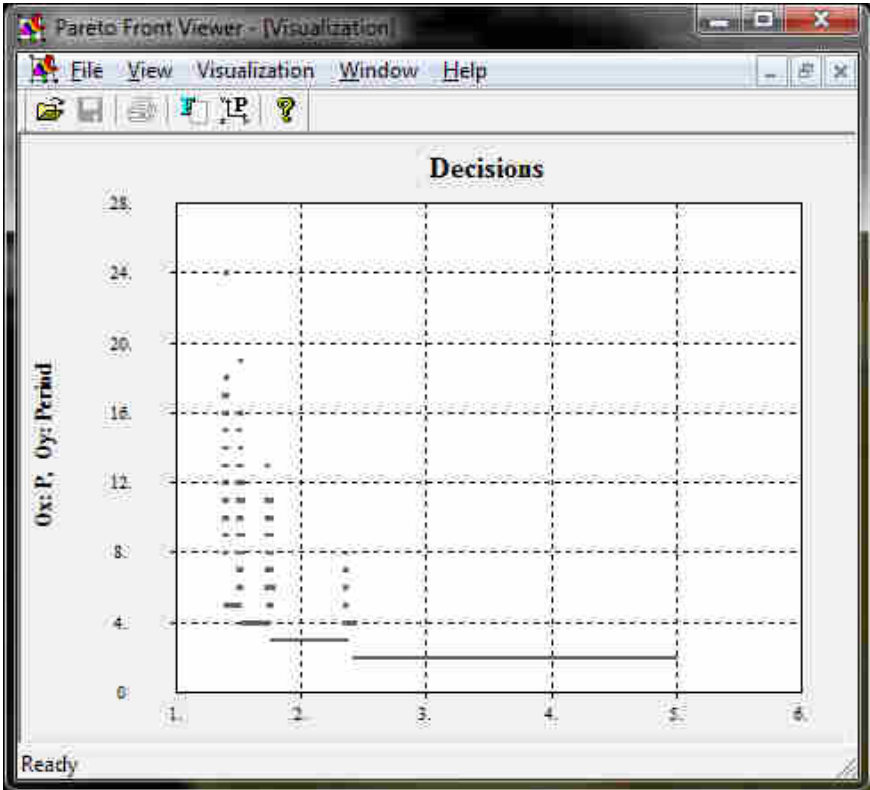 Pareto Front Viewer - [Visualization]
File View Visualization Window Help
Decisions
28.
24.
20.
16.
12.
8.
4.
0.
Ox: P, Oy: Period
1. 2. 3. 4. 5. 6.
Ready